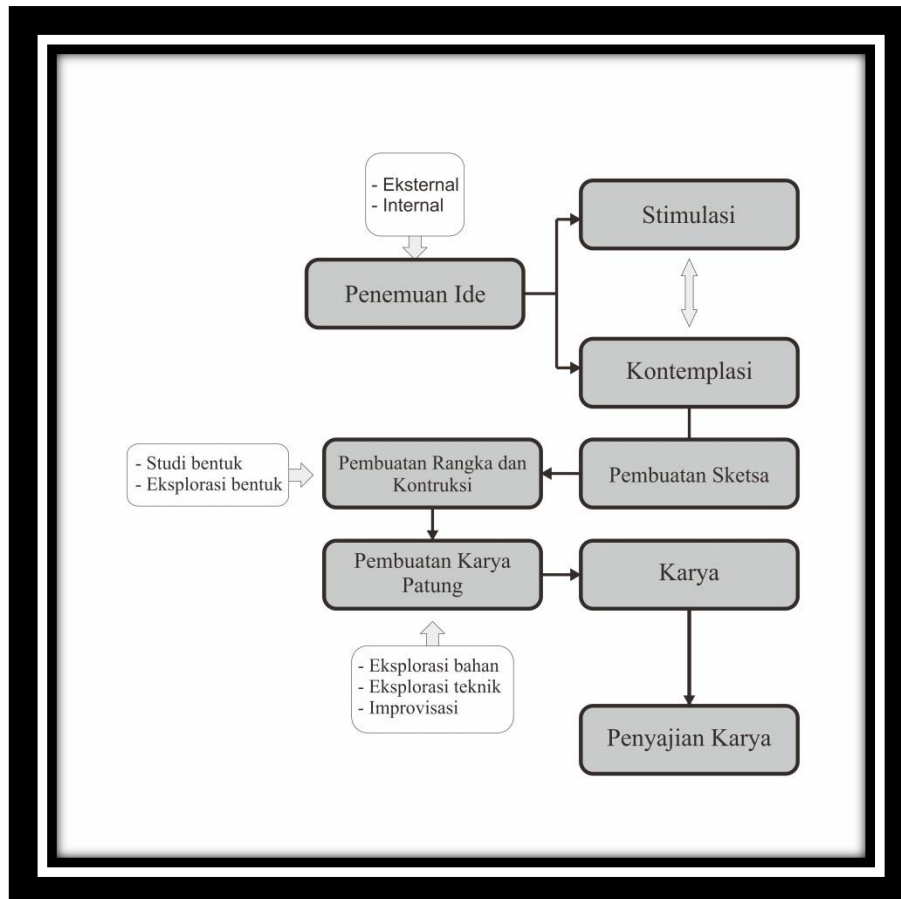 - Eksternal
- Internal
Stimulasi
Penemuan Ide
Kontemplasi
- Studi bentuk
- Eksplorasi bentuk
Pembuatan Rangka dan
Kontruksi
Pembuatan Sketsa
Pembuatan Karya
Patung
Karya
- Eksplorasi bahan
- Eksplorasi teknik
- Improvisasi
Penyajian Karya